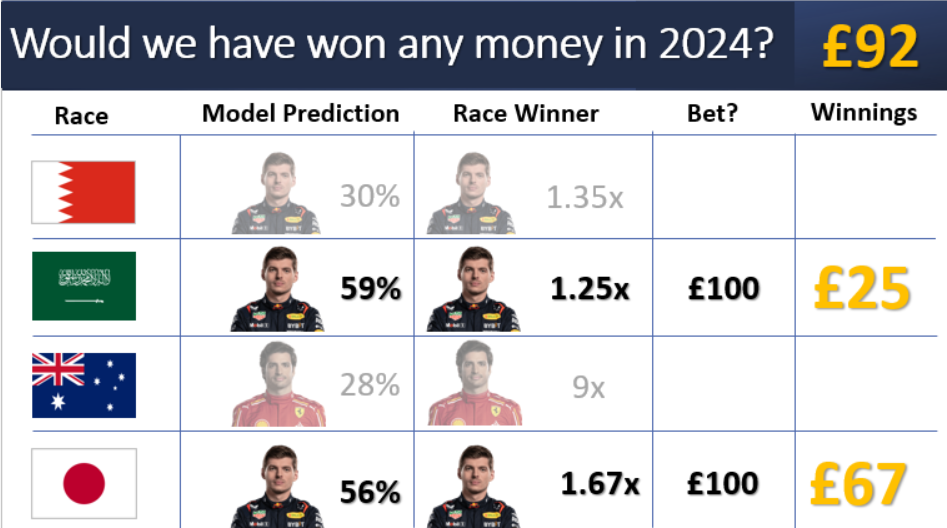 Would we have won any money in 2024? £92
Race Model Prediction Race Winner Bet? Winnings
30% 1.35x
59% 1.25x £100 £25
28% 9x
56% 1.67x £100 £67